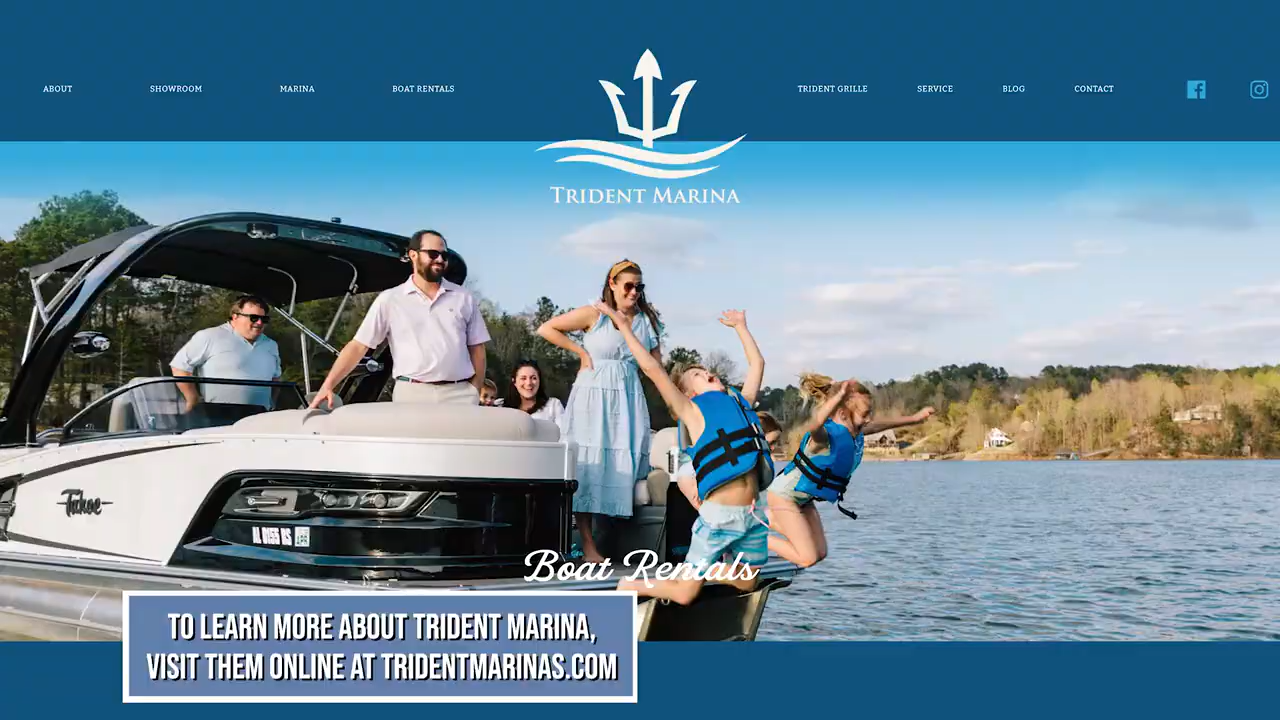 ABOUT SHOWROOM MARINA BOAT RENTALS TRIDENT GRILLE SERVICE BLOG CONTACT
TRIDENT MARINA
Tahoe
Boat Rentals
TO LEARN MORE ABOUT TRIDENT MARINA,
VISIT THEM ONLINE AT TRIDENTMARINAS.COM